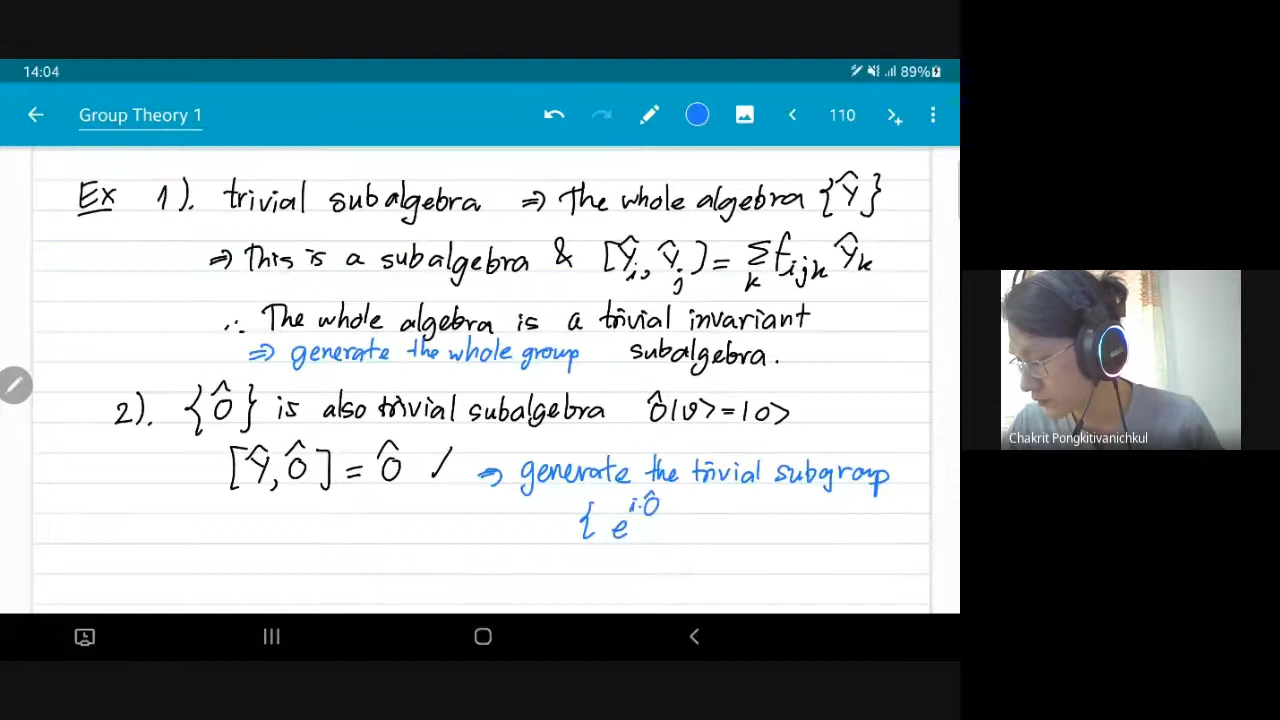 14:04
89%
Group Theory 1
110
Ex 1). trivial subalgebra ⇒ The whole algebra {Ŷ}
⇒ This is a subalgebra & [Ŷi, Ŷj] = Σk fijk Ŷk
∴ The whole algebra is a trivial invariant
⇒ generate the whole group subalgebra.
2). {Ô} is also trivial subalgebra Ô|v> = |0>
[Ŷ, Ô] = Ô ✓ ⇒ generate the trivial subgroup
{ e^{i·Ô}
Chakrit Pongkitivanichkul